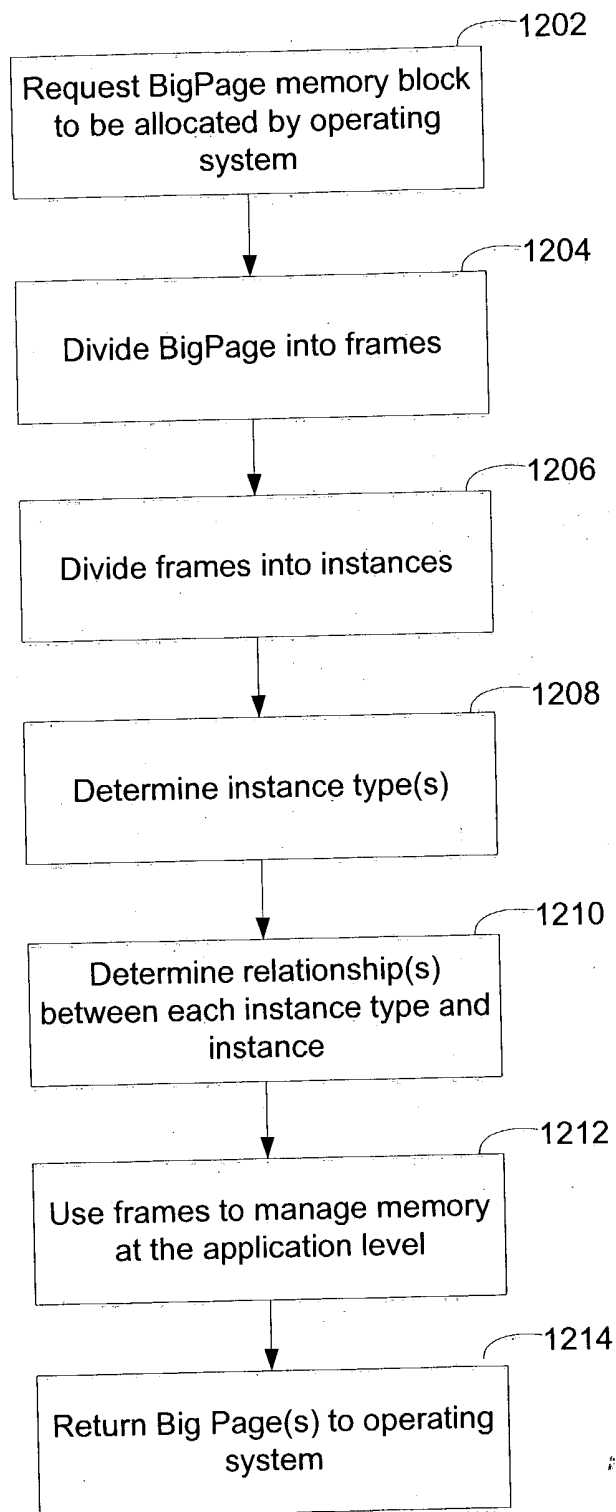 1202
Request BigPage memory block
to be allocated by operating
system
1204
Divide BigPage into frames
1206
Divide frames into instances
1208
Determine instance type(s)
1210
Determine relationship(s)
between each instance type and
instance
1212
Use frames to manage memory
at the application level
1214
Return Big Page(s) to operating
system